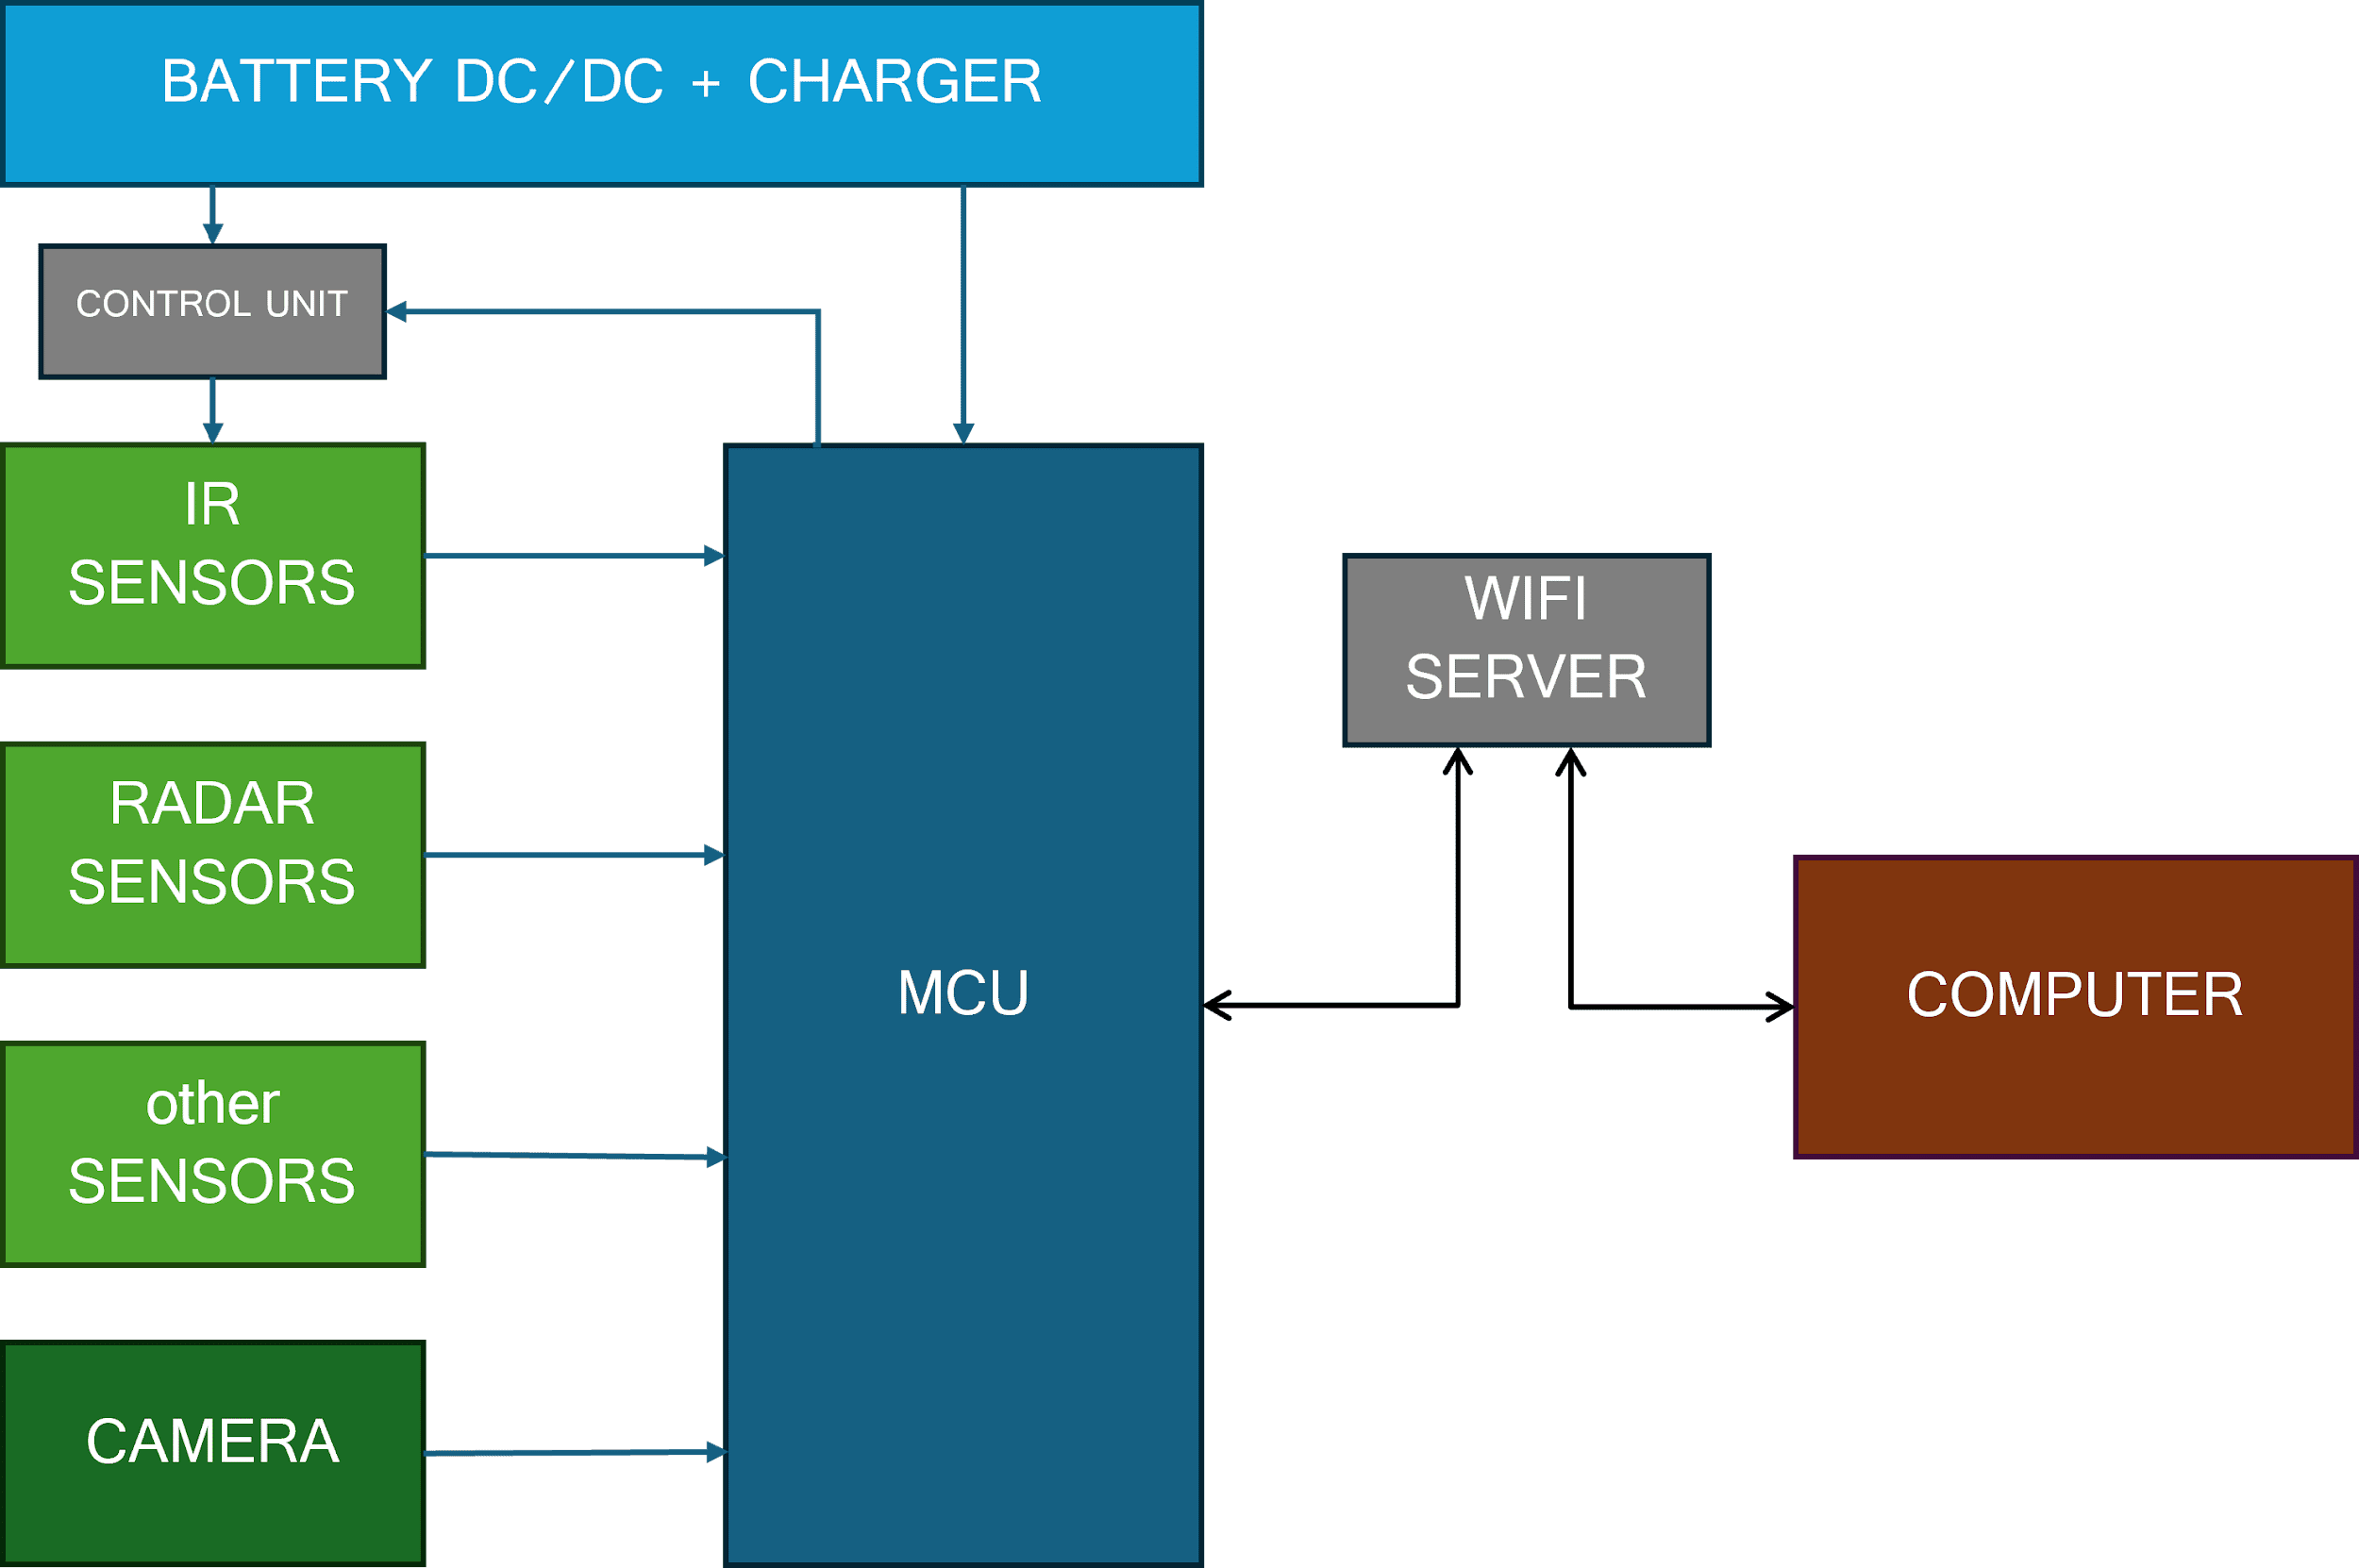 BATTERY DC/DC + CHARGER
CONTROL UNIT
IR
SENSORS
RADAR
SENSORS
other
SENSORS
CAMERA
MCU
WIFI
SERVER
COMPUTER